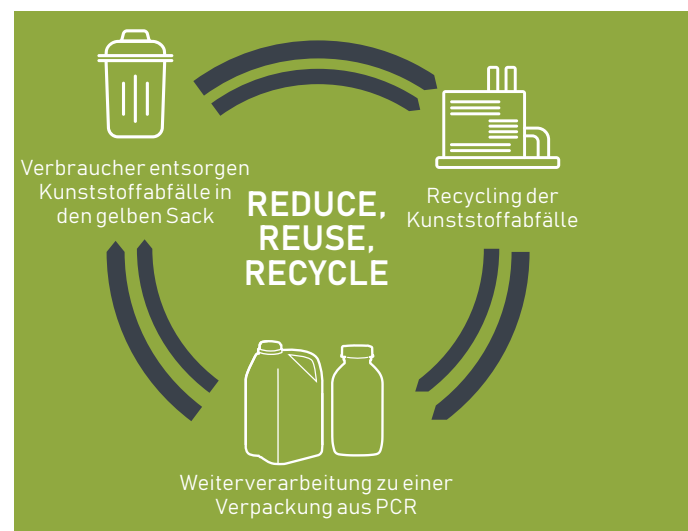 Verbraucher entsorgen
Kunststoffabfälle in
den gelben Sack
REDUCE,
REUSE,
RECYCLE
Recycling der
Kunststoffabfälle
Weiterverarbeitung zu einer
Verpackung aus PCR